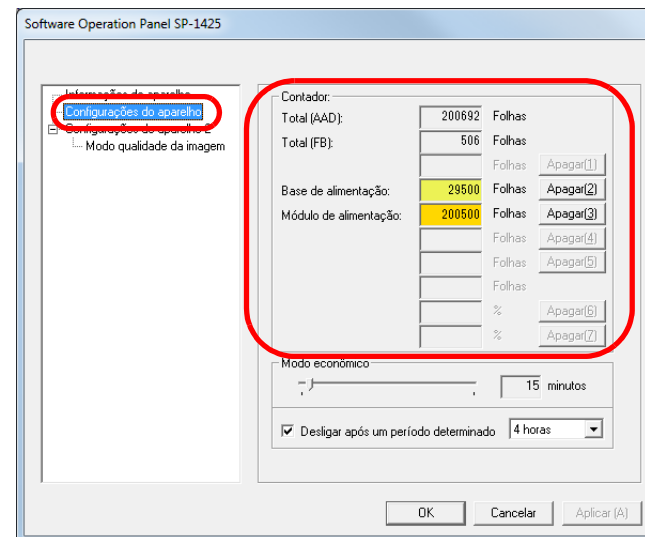 Software Operation Panel SP-1425
Informações do aparelho
Configurações do aparelho
Configurações do aparelho 2
Modo qualidade da imagem
Contador:
Total (AAD): 200692 Folhas
Total (FB): 506 Folhas
Folhas Apagar(1)
Base de alimentação: 29500 Folhas Apagar(2)
Módulo de alimentação: 200500 Folhas Apagar(3)
Folhas Apagar(4)
Folhas Apagar(5)
Folhas
% Apagar(6)
% Apagar(7)
Modo econômico
15 minutos
Desligar após um período determinado 4 horas
OK Cancelar Aplicar (A)